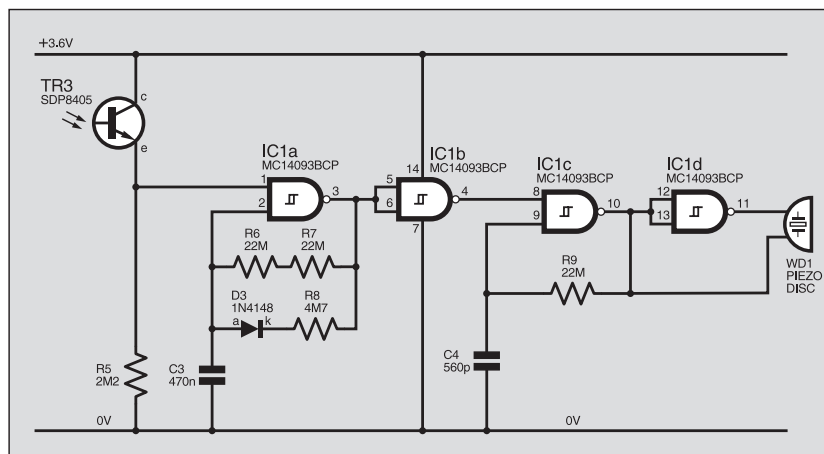 +3.6V
TR3
SDP8405
c
e
IC1a
MC14093BCP
1
2
3
R6
22M
R7
22M
D3
1N4148
a
k
R8
4M7
R5
2M2
C3
470n
0V
14
IC1b
MC14093BCP
5
6
4
7
IC1c
MC14093BCP
8
9
10
R9
22M
C4
560p
IC1d
MC14093BCP
12
13
11
WD1
PIEZO
DISC
0V